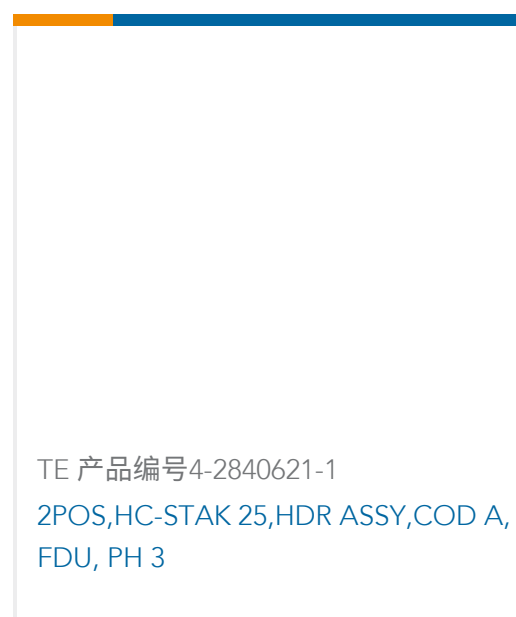 TE 产品编号4-2840621-1
2POS,HC-STAK 25,HDR ASSY,COD A,
FDU, PH 3